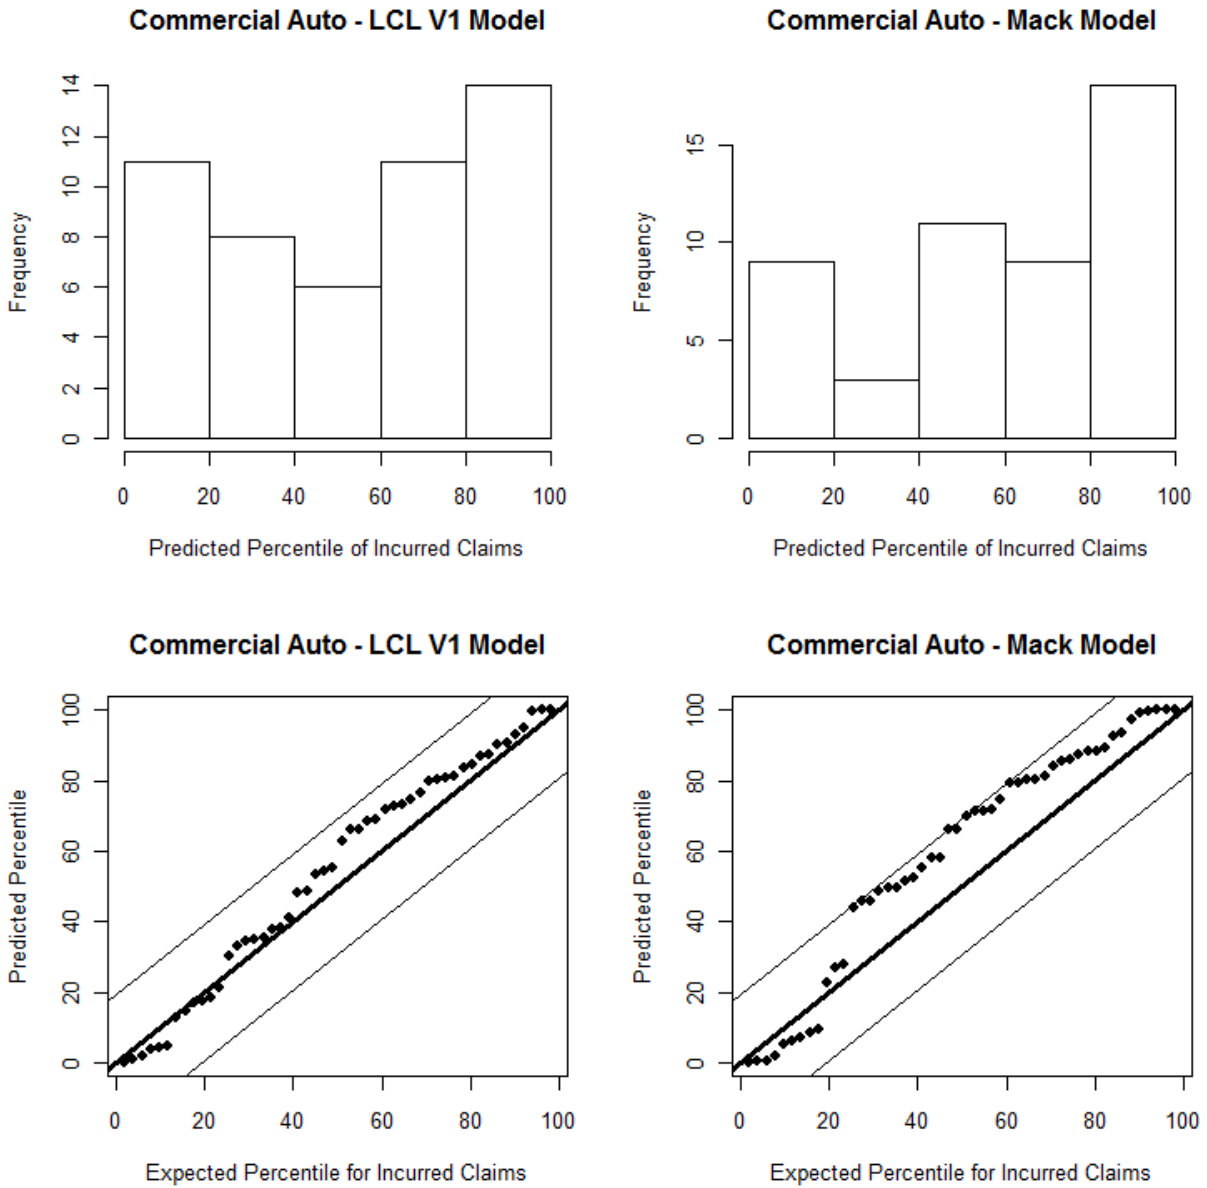 Commercial Auto - LCL V1 Model
Frequency
14
12
10
8
6
4
2
0
0 20 40 60 80 100
Predicted Percentile of Incurred Claims
Commercial Auto - Mack Model
Frequency
15
10
5
0
0 20 40 60 80 100
Predicted Percentile of Incurred Claims
Commercial Auto - LCL V1 Model
Predicted Percentile
100
80
60
40
20
0
0 20 40 60 80 100
Expected Percentile for Incurred Claims
Commercial Auto - Mack Model
Predicted Percentile
100
80
60
40
20
0
0 20 40 60 80 100
Expected Percentile for Incurred Claims